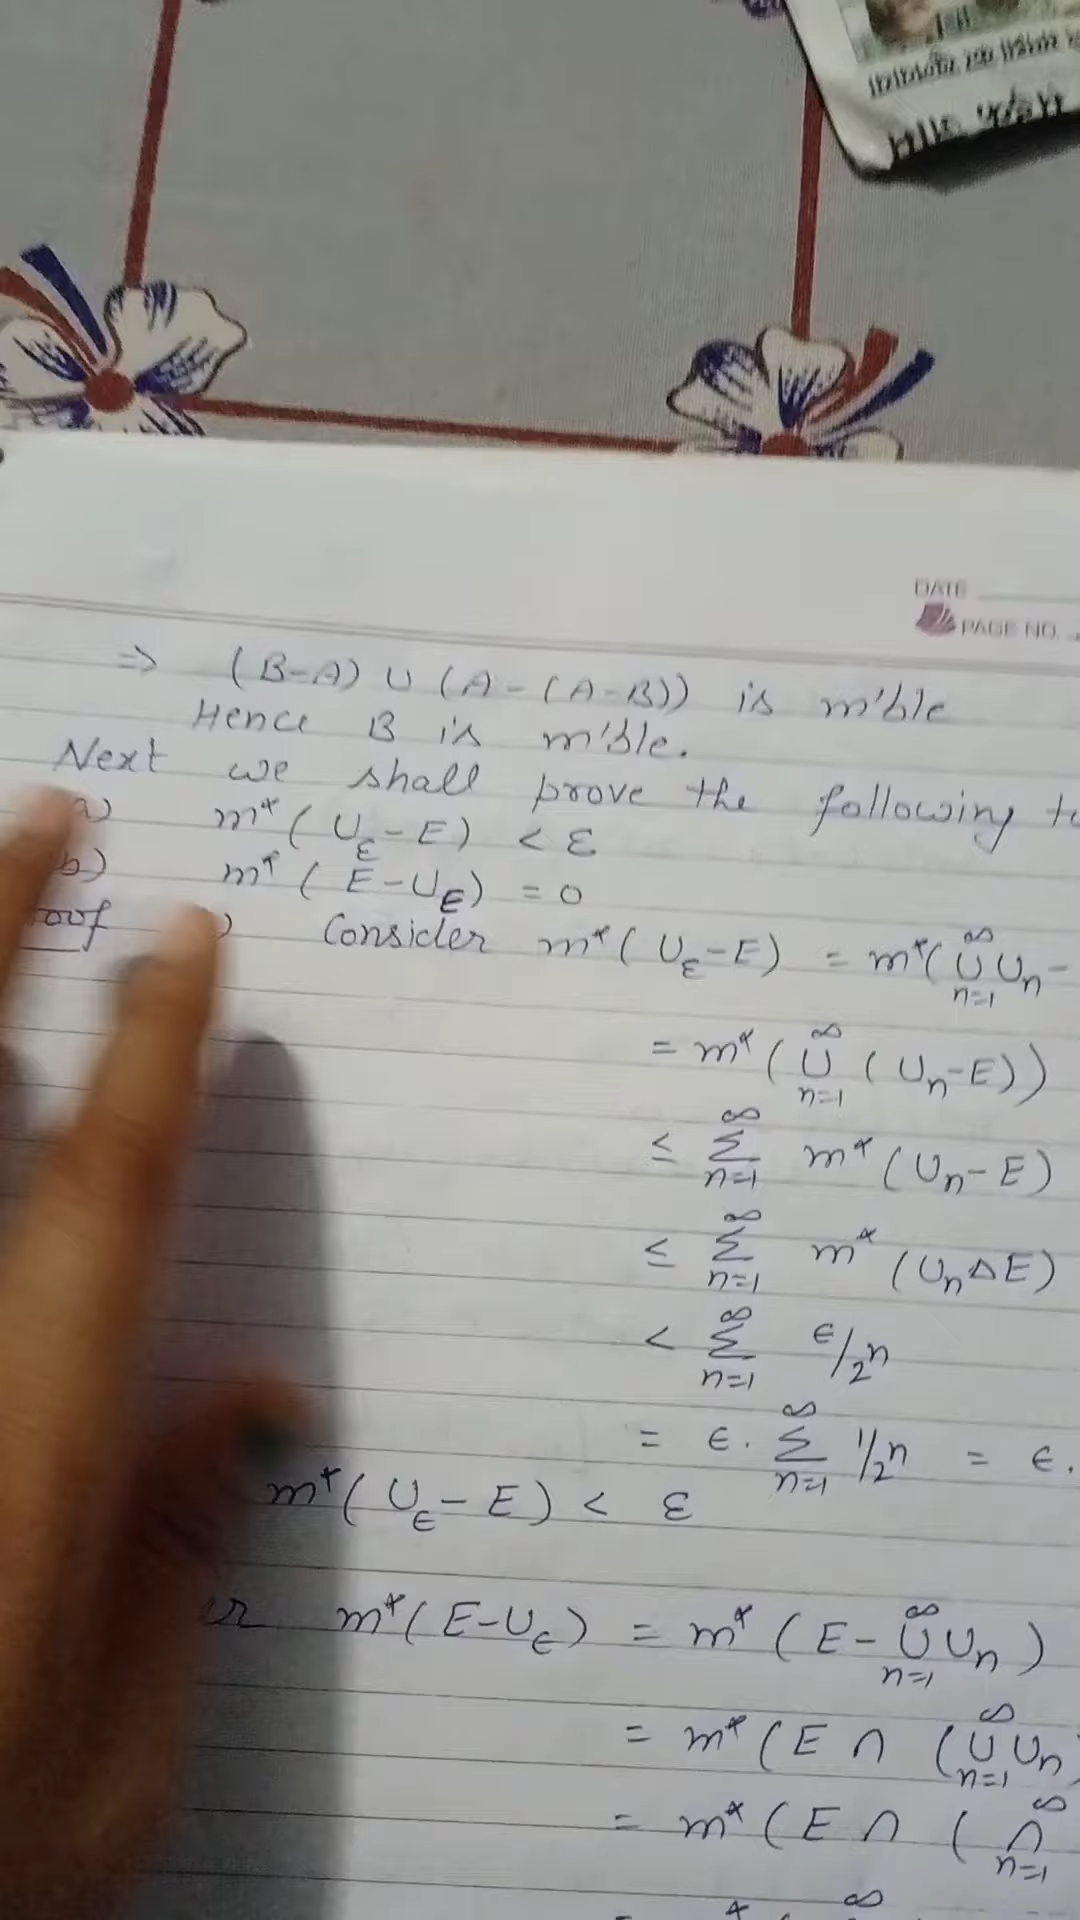 DATE
PAGE NO.
⇒ (B-A) ∪ (A-(A-B)) is m'ble
Hence B is m'ble.
Next we shall prove the following
a) m*(U_ε - E) < ε
b) m*(E - U_ε) = 0
Consider m*(U_ε - E) = m*(∪_{n=1}^∞ U_n -
= m*(∪_{n=1}^∞ (U_n - E))
≤ Σ_{n=1}^∞ m*(U_n - E)
≤ Σ_{n=1}^∞ m*(U_n Δ E)
< Σ_{n=1}^∞ ε/2^n
= ε. Σ_{n=1}^∞ 1/2^n = ε.
m*(U_ε - E) < ε
m*(E - U_ε) = m*(E - ∪_{n=1}^∞ U_n)
= m*(E ∩ (∪_{n=1}^∞ U_n)
= m*(E ∩ (∩_{n=1}^∞